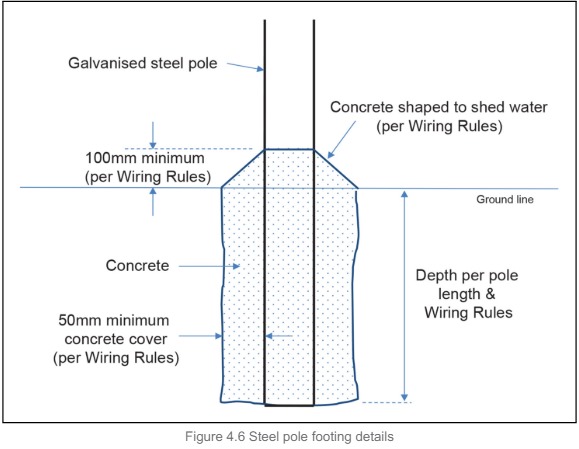 Galvanised steel pole
Concrete shaped to shed water
(per Wiring Rules)
100mm minimum
(per Wiring Rules)
Ground line
Concrete
Depth per pole
length &
Wiring Rules
50mm minimum
concrete cover
(per Wiring Rules)
Figure 4.6 Steel pole footing details